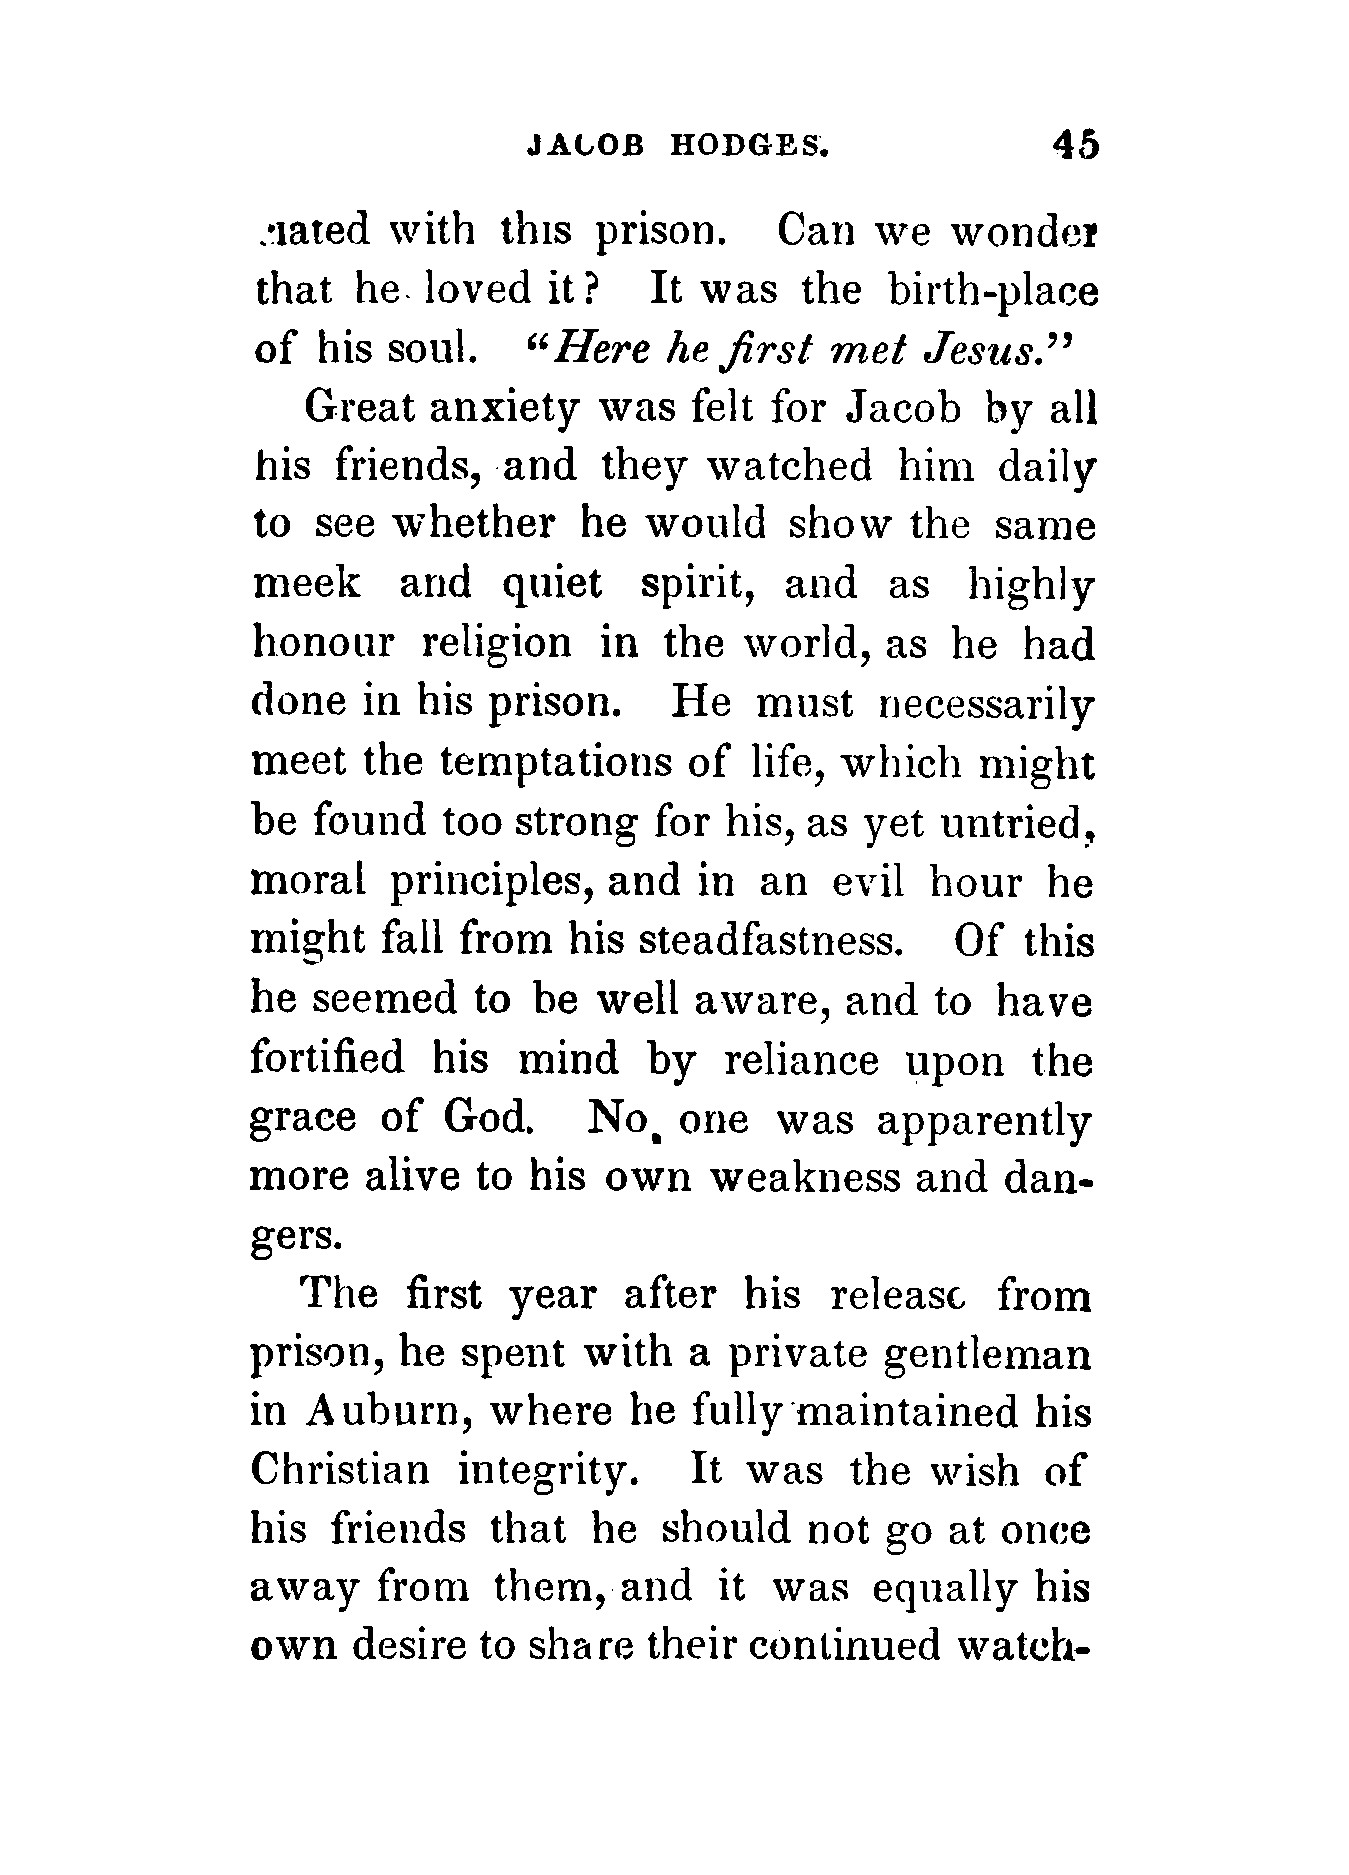 JACOB HODGES. 45
with this prison. Can we wonder
that he loved it? It was the birth-place
of his soul. "Here he first met Jesus."
Great anxiety was felt for Jacob by all
his friends, and they watched him daily
to see whether he would show the same
meek and quiet spirit, and as highly
honour religion in the world, as he had
done in his prison. He must necessarily
meet the temptations of life, which might
be found too strong for his, as yet untried,
moral principles, and in an evil hour he
might fall from his steadfastness. Of this
he seemed to be well aware, and to have
fortified his mind by reliance upon the
grace of God. No one was apparently
more alive to his own weakness and dan-
gers.
The first year after his release from
prison, he spent with a private gentleman
in Auburn, where he fully maintained his
Christian integrity. It was the wish of
his friends that he should not go at once
away from them, and it was equally his
own desire to share their continued watch-